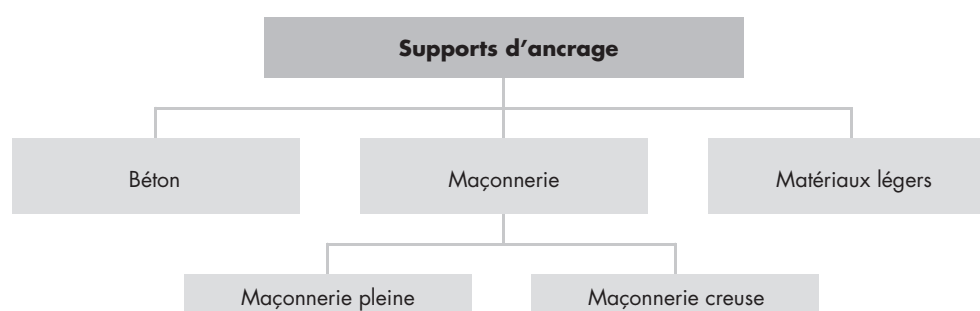 Supports d’ancrage
Béton
Maçonnerie
Matériaux légers
Maçonnerie pleine
Maçonnerie creuse